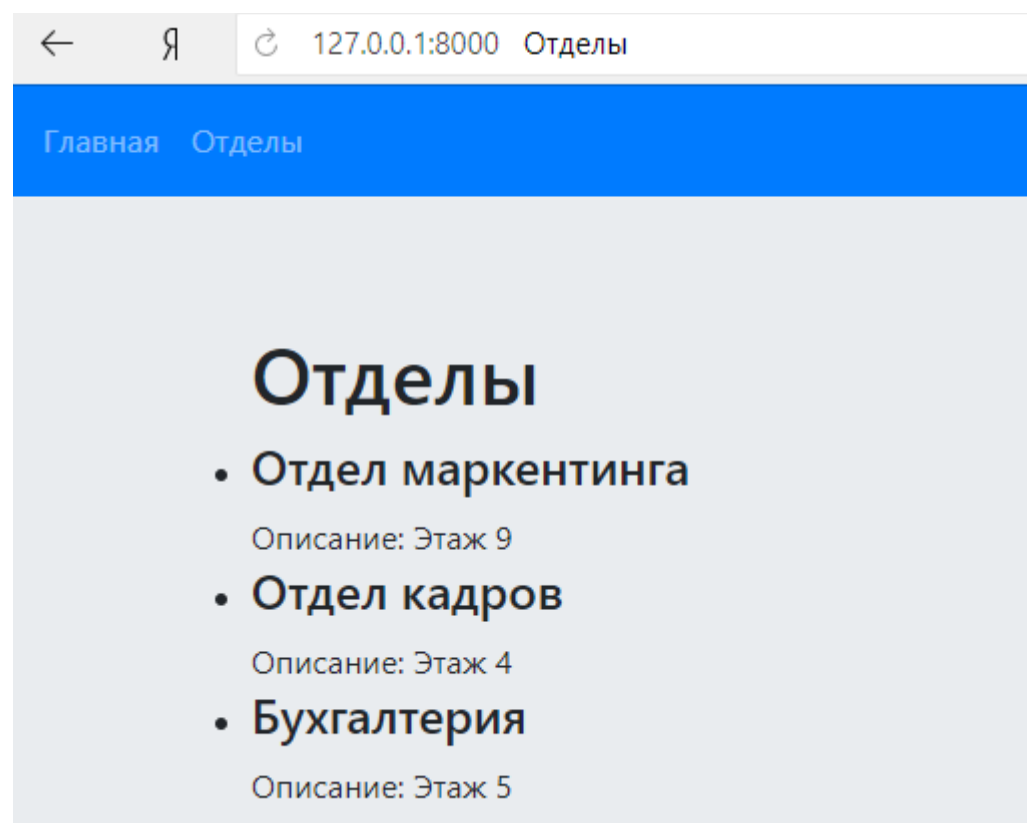 Я 127.0.0.1:8000 Отделы
Главная Отделы
Отделы
Отдел маркентинга
Описание: Этаж 9
Отдел кадров
Описание: Этаж 4
Бухгалтерия
Описание: Этаж 5